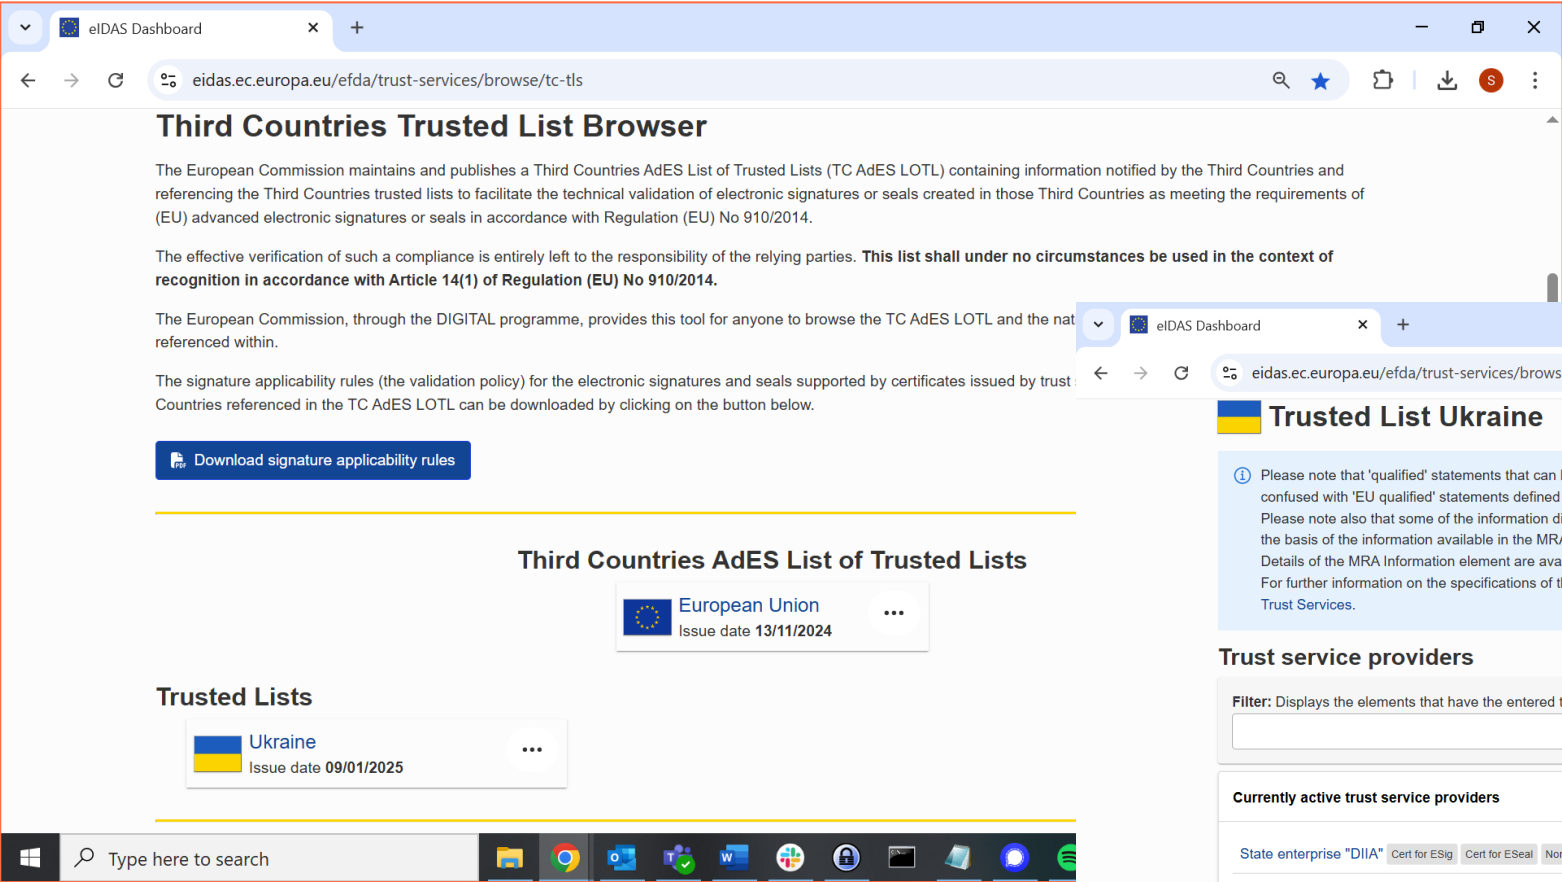 eIDAS Dashboard
eidas.ec.europa.eu/efda/trust-services/browse/tc-tls
S
Third Countries Trusted List Browser
The European Commission maintains and publishes a Third Countries AdES List of Trusted Lists (TC AdES LOTL) containing information notified by the Third Countries and
referencing the Third Countries trusted lists to facilitate the technical validation of electronic signatures or seals created in those Third Countries as meeting the requirements of
(EU) advanced electronic signatures or seals in accordance with Regulation (EU) No 910/2014.
The effective verification of such a compliance is entirely left to the responsibility of the relying parties. This list shall under no circumstances be used in the context of
recognition in accordance with Article 14(1) of Regulation (EU) No 910/2014.
The European Commission, through the DIGITAL programme, provides this tool for anyone to browse the TC AdES LOTL and the nat
referenced within.
The signature applicability rules (the validation policy) for the electronic signatures and seals supported by certificates issued by trust
Countries referenced in the TC AdES LOTL can be downloaded by clicking on the button below.
PDF Download signature applicability rules
Third Countries AdES List of Trusted Lists
European Union
Issue date 13/11/2024
Trusted Lists
Ukraine
Issue date 09/01/2025
Type here to search
eIDAS Dashboard
eidas.ec.europa.eu/efda/trust-services/brows
Trusted List Ukraine
Please note that 'qualified' statements that can
confused with 'EU qualified' statements defined
Please note also that some of the information di
the basis of the information available in the MRA
Details of the MRA Information element are ava
For further information on the specifications of t
Trust Services.
Trust service providers
Filter: Displays the elements that have the entered t
Currently active trust service providers
State enterprise "DIIA" Cert for ESig Cert for ESeal Nor